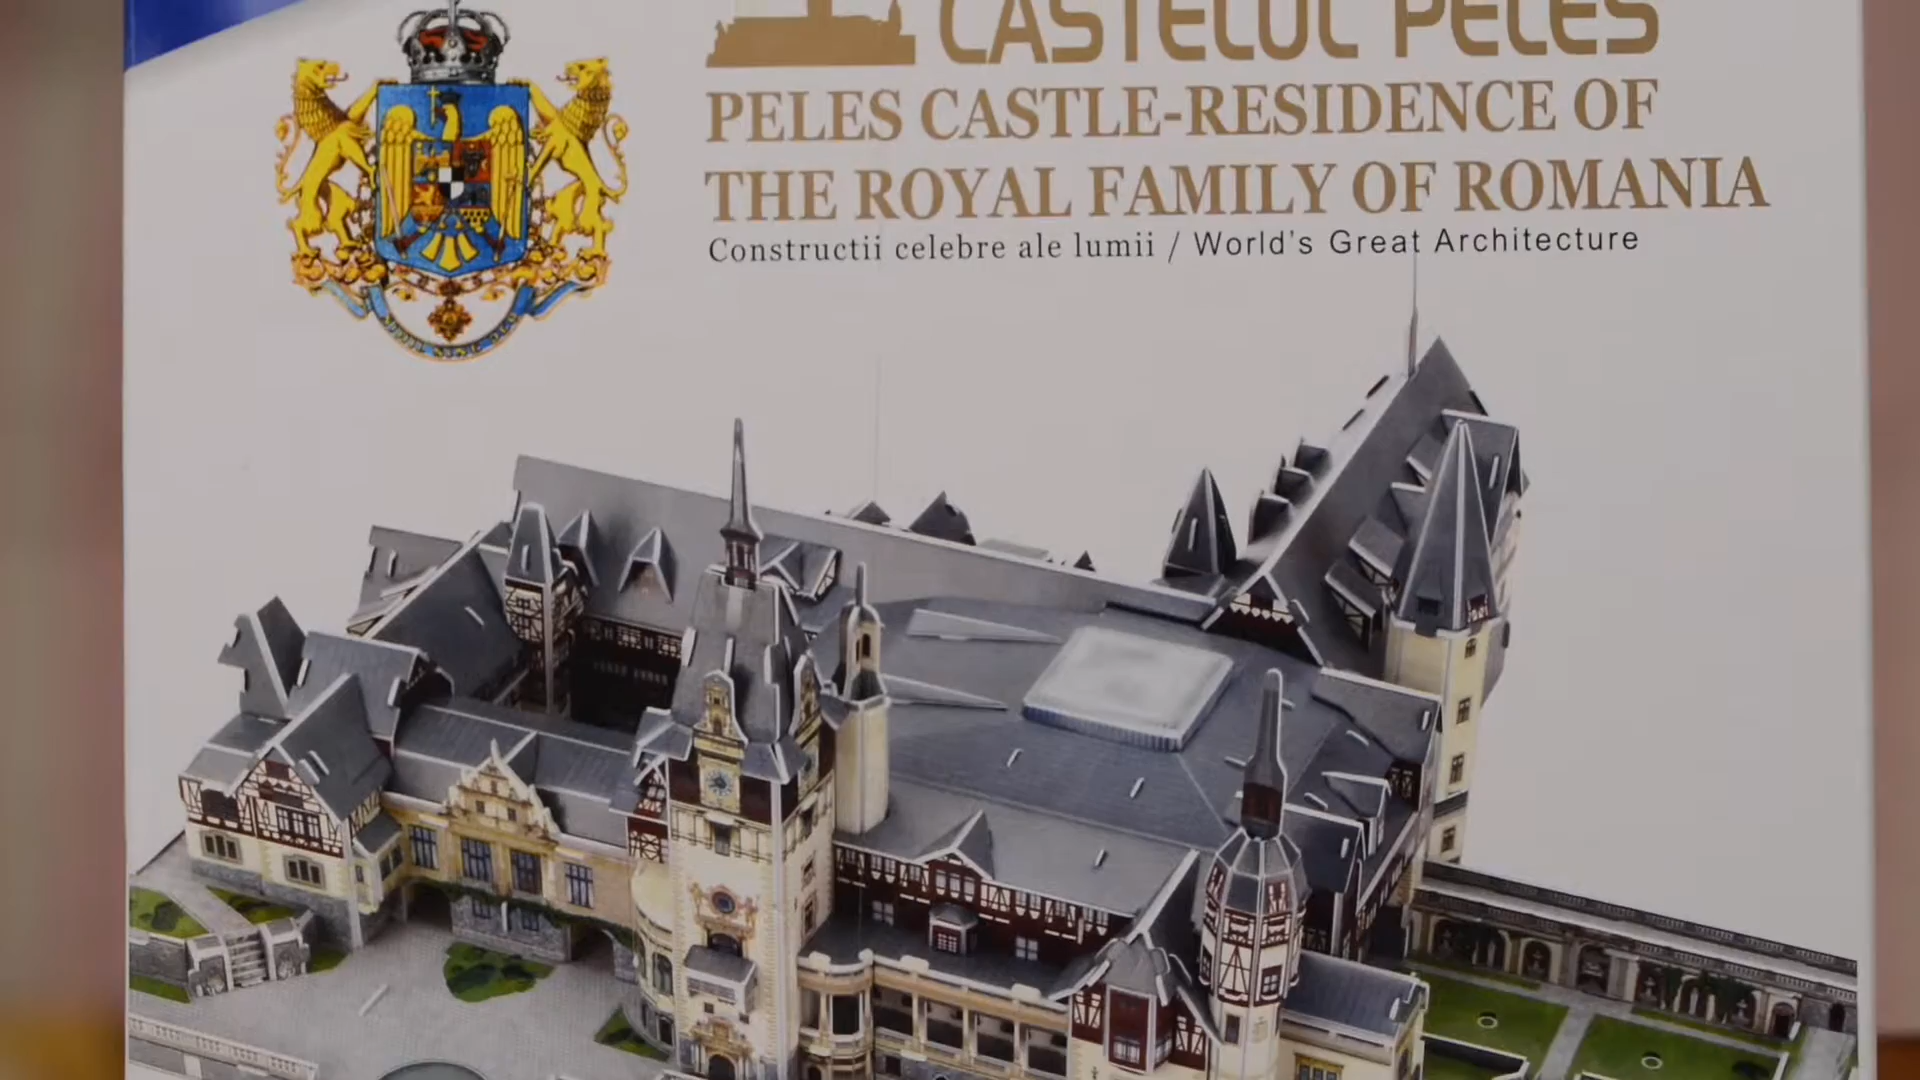 CASTELUL PELES
PELES CASTLE-RESIDENCE OF
THE ROYAL FAMILY OF ROMANIA
Constructii celebre ale lumii / World's Great Architecture